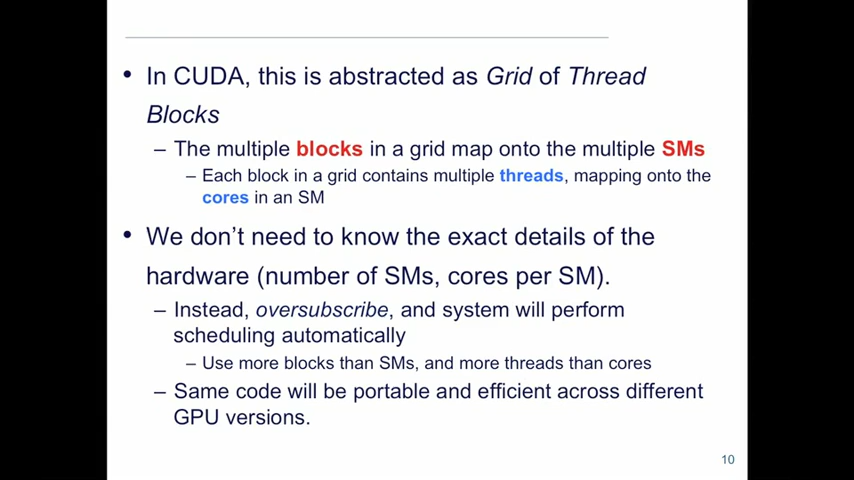 • In CUDA, this is abstracted as Grid of Thread
Blocks
– The multiple blocks in a grid map onto the multiple SMs
– Each block in a grid contains multiple threads, mapping onto the
cores in an SM
• We don’t need to know the exact details of the
hardware (number of SMs, cores per SM).
– Instead, oversubscribe, and system will perform
scheduling automatically
– Use more blocks than SMs, and more threads than cores
– Same code will be portable and efficient across different
GPU versions.
10